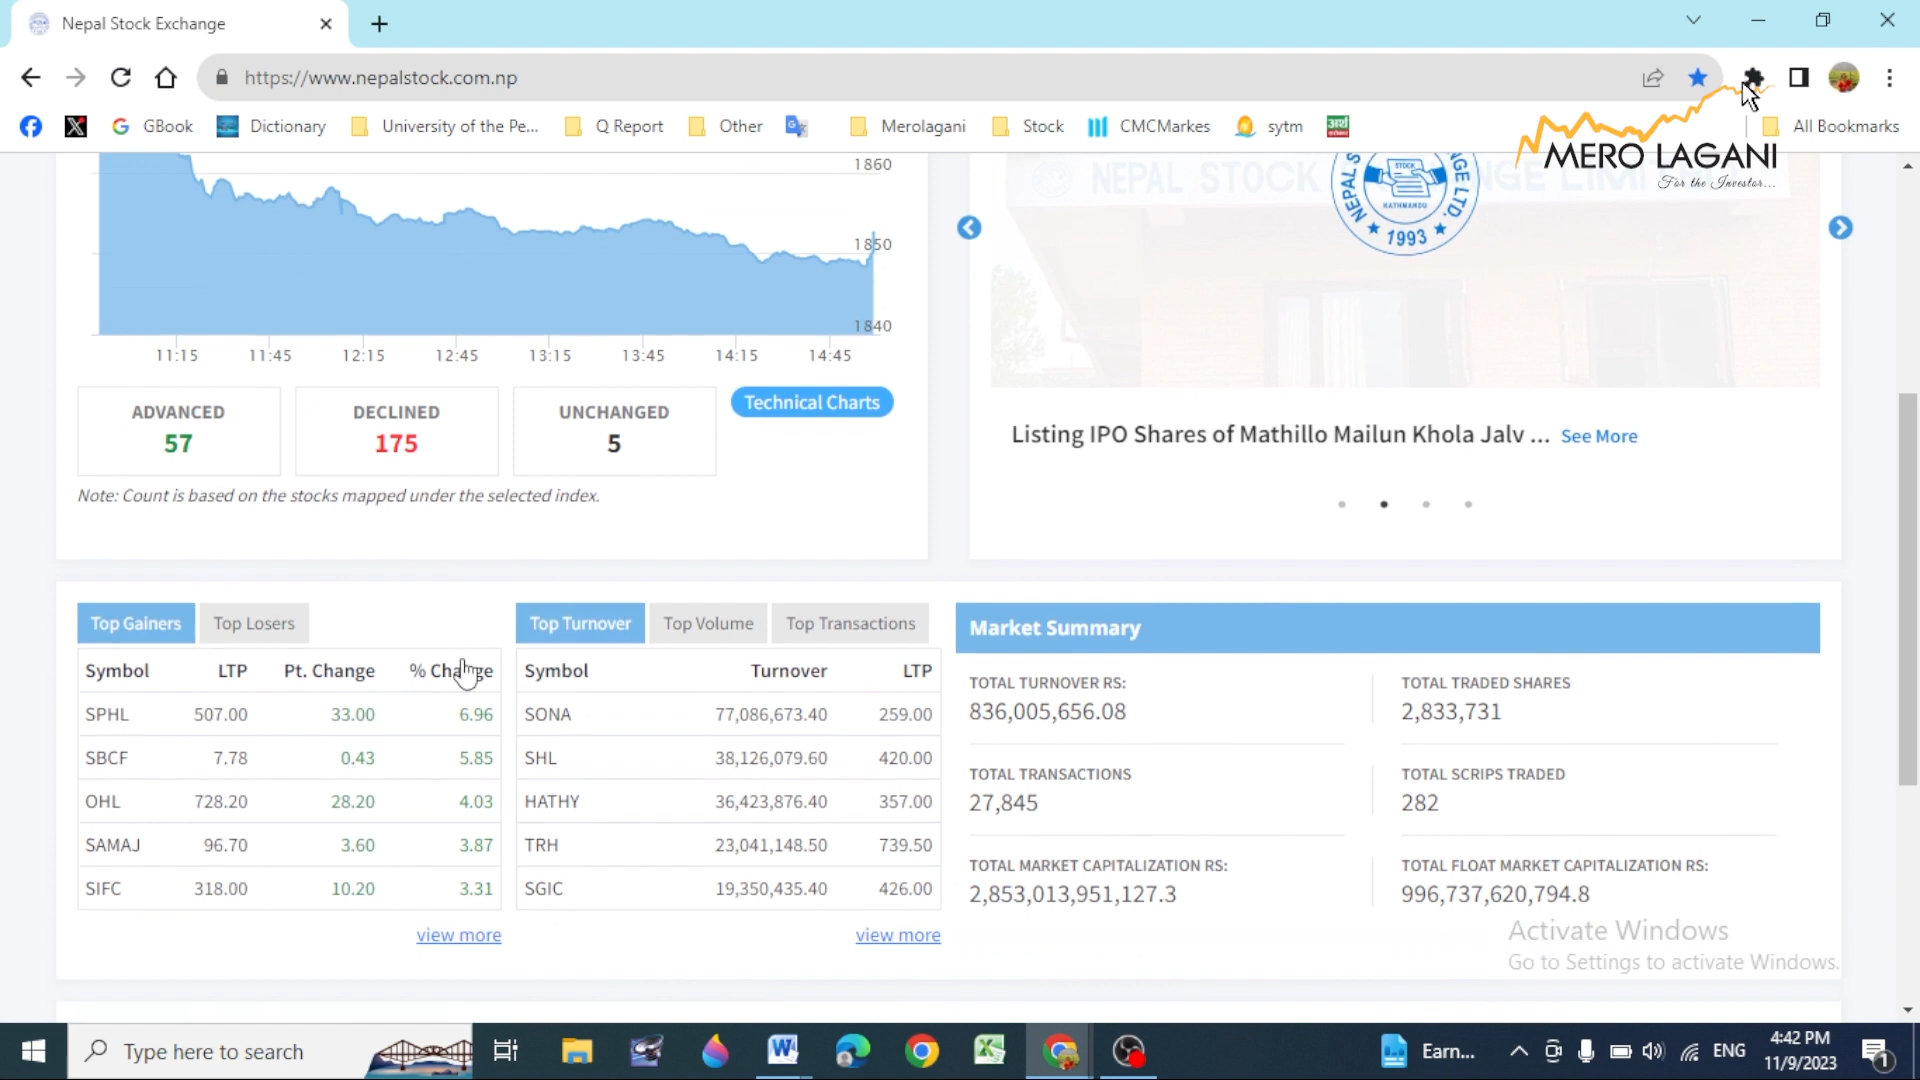 Nepal Stock Exchange
https://www.nepalstock.com.np
GBook
Dictionary
University of the Pe...
Q Report
Other
Merolagani
Stock
CMCMarkes
sytm
All Bookmarks
MERO LAGANI
For the Investor...
1860
1850
1840
11:15 11:45 12:15 12:45 13:15 13:45 14:15 14:45
NEPAL STOCK
STOCK
KATHMANDU
1993
ADVANCED
57
DECLINED
175
UNCHANGED
5
Technical Charts
Note: Count is based on the stocks mapped under the selected index.
Listing IPO Shares of Mathillo Mailun Khola Jalv ... See More
Top Gainers Top Losers
Symbol LTP Pt. Change % Change
SPHL 507.00 33.00 6.96
SBCF 7.78 0.43 5.85
OHL 728.20 28.20 4.03
SAMAJ 96.70 3.60 3.87
SIFC 318.00 10.20 3.31
view more
Top Turnover Top Volume Top Transactions
Symbol Turnover LTP
SONA 77,086,673.40 259.00
SHL 38,126,079.60 420.00
HATHY 36,423,876.40 357.00
TRH 23,041,148.50 739.50
SGIC 19,350,435.40 426.00
view more
Market Summary
TOTAL TURNOVER RS:
836,005,656.08
TOTAL TRADED SHARES
2,833,731
TOTAL TRANSACTIONS
27,845
TOTAL SCRIPS TRADED
282
TOTAL MARKET CAPITALIZATION RS:
2,853,013,951,127.3
TOTAL FLOAT MARKET CAPITALIZATION RS:
996,737,620,794.8
Activate Windows
Go to Settings to activate Windows.
Type here to search
Earn...
ENG
4:42 PM
11/9/2023
1